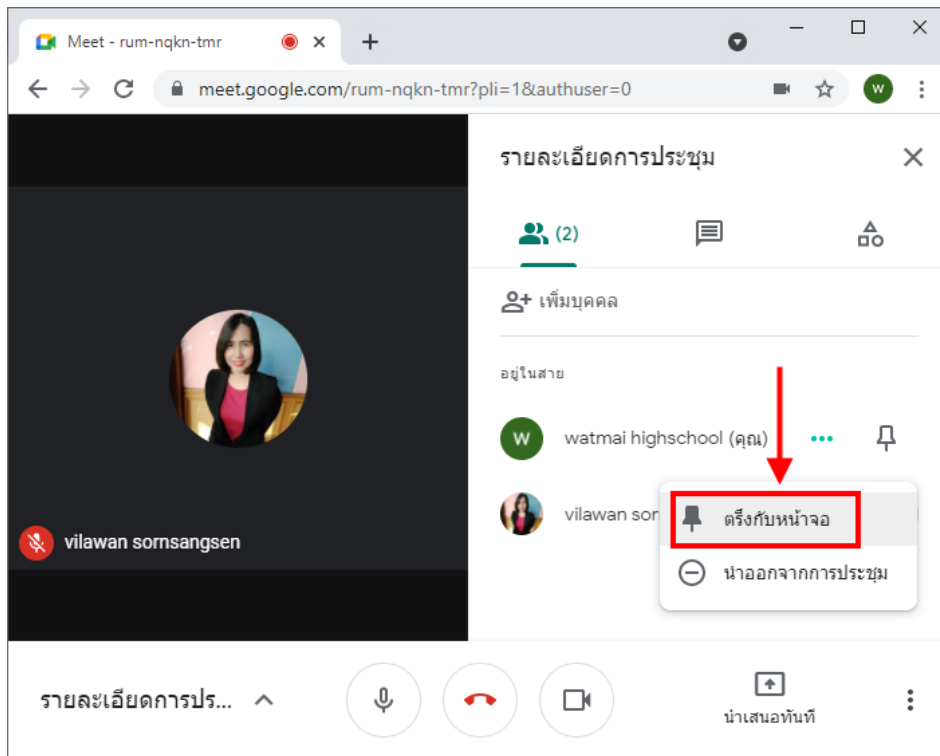 Meet - rum-nqkn-tmr
meet.google.com/rum-nqkn-tmr?pli=1&authuser=0
W
รายละเอียดการประชุม
(2)
เพิ่มบุคคล
อยู่ในสาย
W watmai highschool (คุณ)
vilawan sor
ตรึงกับหน้าจอ
นำออกจากการประชุม
vilawan sornsangsen
รายละเอียดการปร...
นำเสนอทันที